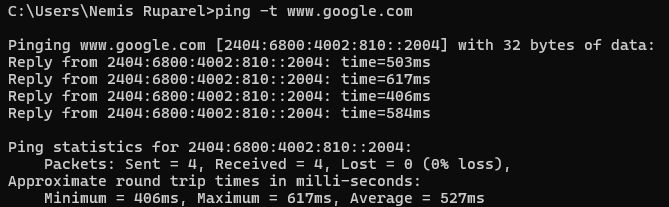 C:\Users\Nemis Ruparel>ping -t www.google.com
Pinging www.google.com [2404:6800:4002:810::2004] with 32 bytes of data:
Reply from 2404:6800:4002:810::2004: time=503ms
Reply from 2404:6800:4002:810::2004: time=617ms
Reply from 2404:6800:4002:810::2004: time=406ms
Reply from 2404:6800:4002:810::2004: time=584ms
Ping statistics for 2404:6800:4002:810::2004:
    Packets: Sent = 4, Received = 4, Lost = 0 (0% loss),
Approximate round trip times in milli-seconds:
    Minimum = 406ms, Maximum = 617ms, Average = 527ms